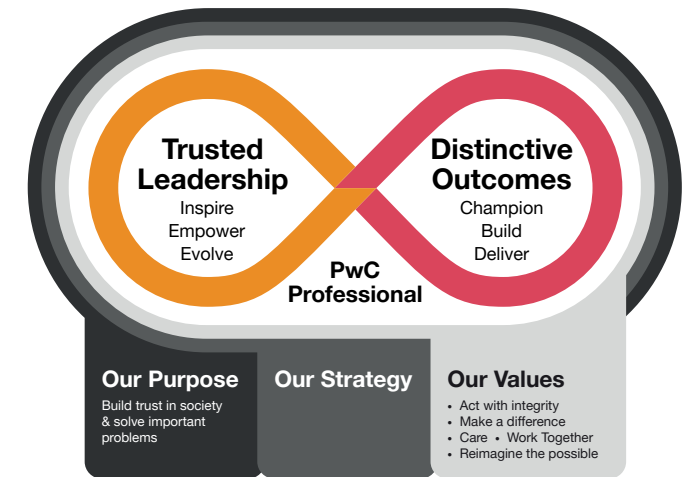 Trusted
Leadership
Inspire
Empower
Evolve
Distinctive
Outcomes
Champion
Build
Deliver
PwC
Professional
Our Purpose
Build trust in society
& solve important
problems
Our Strategy
Our Values
• Act with integrity
• Make a difference
• Care • Work Together
• Reimagine the possible